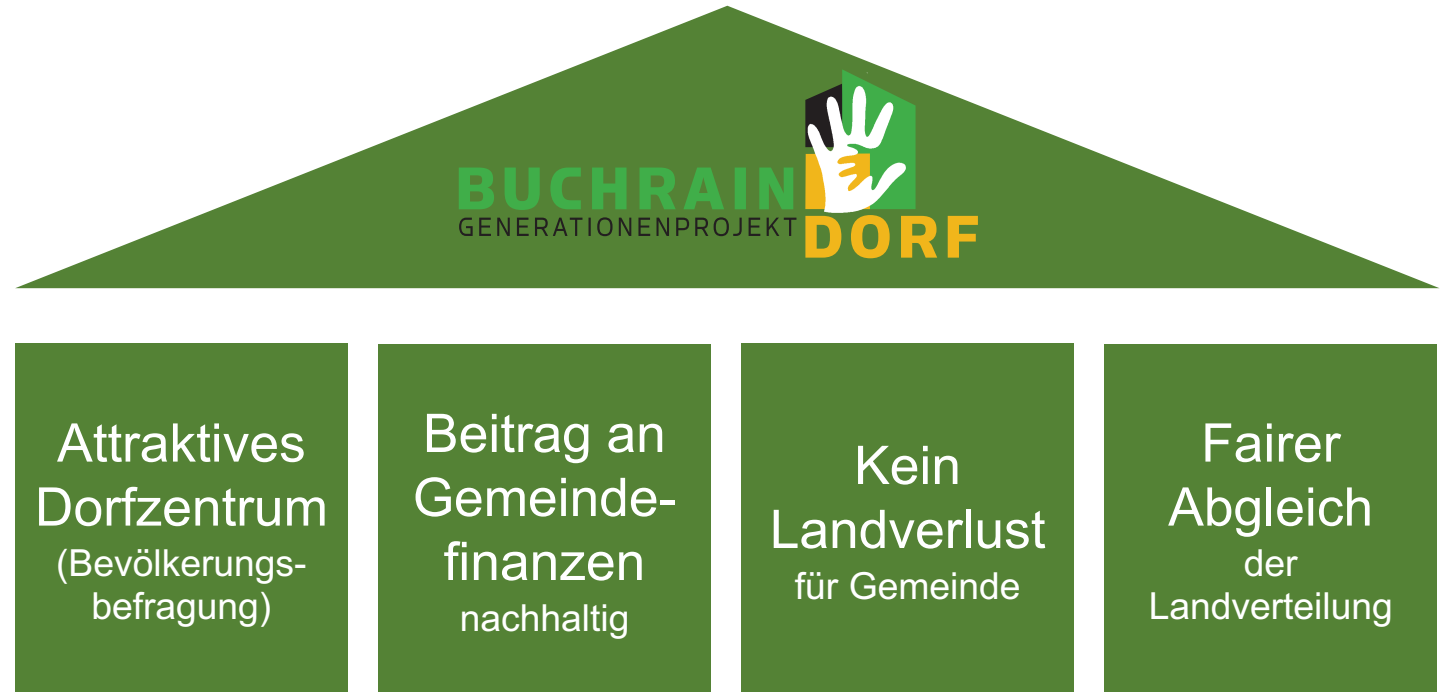 BUCHRAIN
GENERATIONENPROJEKT
DORF
Attraktives
Dorfzentrum
(Bevölkerungs-
befragung)
Beitrag an
Gemeinde-
finanzen
nachhaltig
Kein
Landverlust
für Gemeinde
Fairer
Abgleich
der
Landverteilung